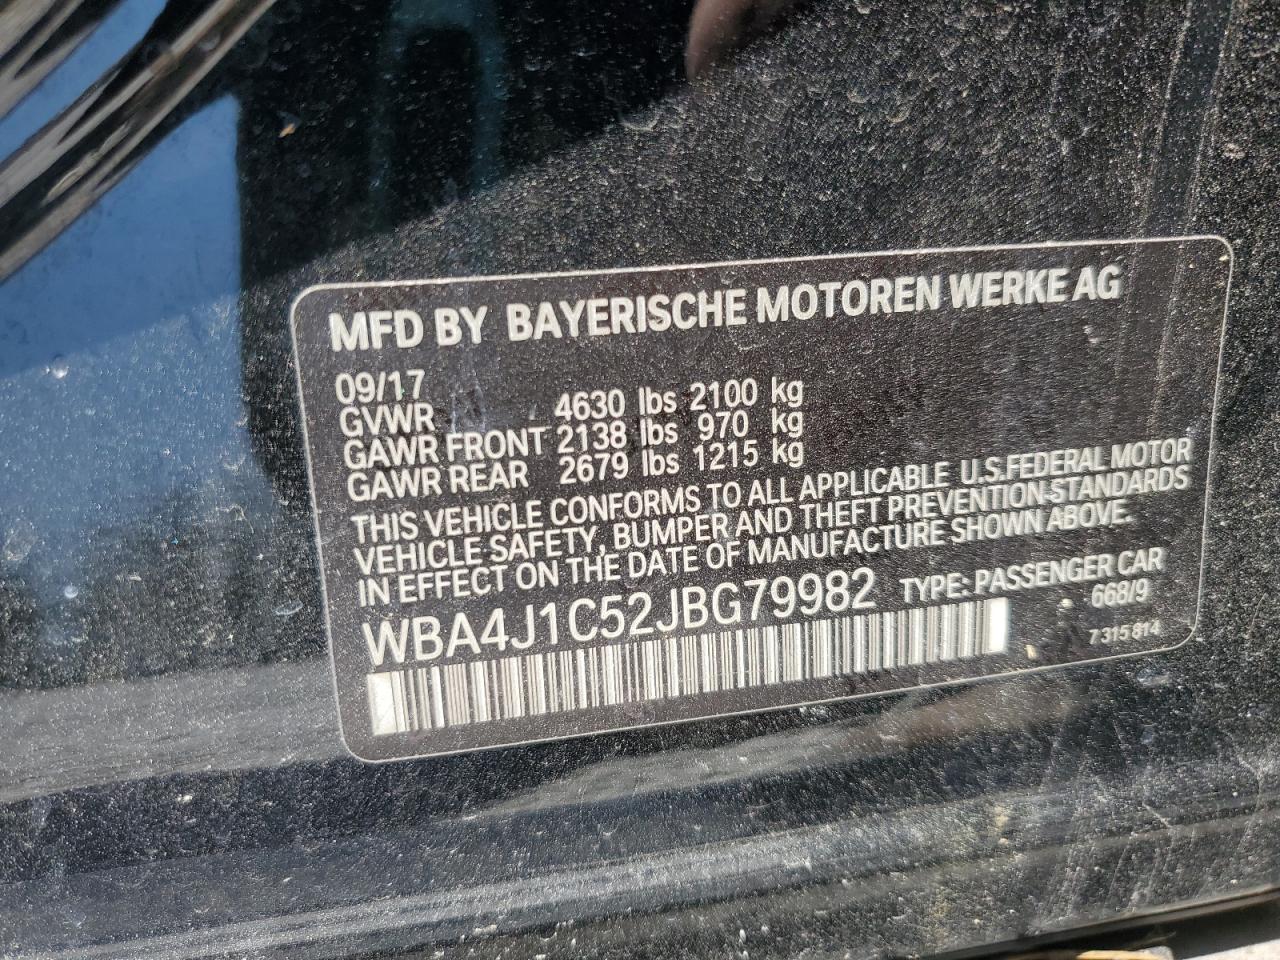 MFD BY BAYERISCHE MOTOREN WERKE AG
09/17
GVWR 4630 lbs 2100 kg
GAWR FRONT 2138 lbs 970 kg
GAWR REAR 2679 lbs 1215 kg
THIS VEHICLE CONFORMS TO ALL APPLICABLE U.S.FEDERAL MOTOR
VEHICLE SAFETY, BUMPER AND THEFT PREVENTION STANDARDS
IN EFFECT ON THE DATE OF MANUFACTURE SHOWN ABOVE.
WBA4J1C52JBG79982 TYPE: PASSENGER CAR
668/9
7 315 814